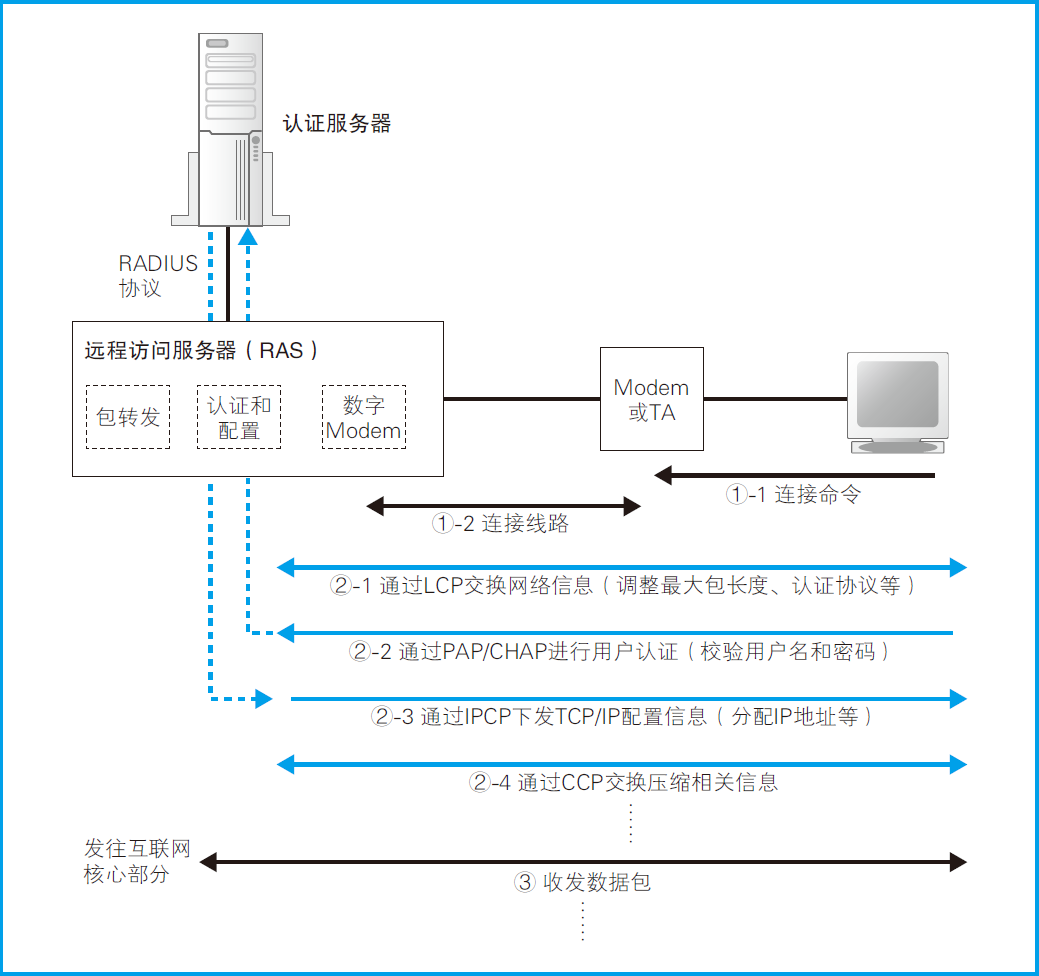 认证服务器
RADIUS
协议
远程访问服务器（RAS）
包转发
认证和
配置
数字
Modem
Modem
或TA
①-1 连接命令
①-2 连接线路
②-1 通过LCP交换网络信息（调整最大包长度、认证协议等）
②-2 通过PAP/CHAP进行用户认证（校验用户名和密码）
②-3 通过IPCP下发TCP/IP配置信息（分配IP地址等）
②-4 通过CCP交换压缩相关信息
发往互联网
核心部分
③ 收发数据包